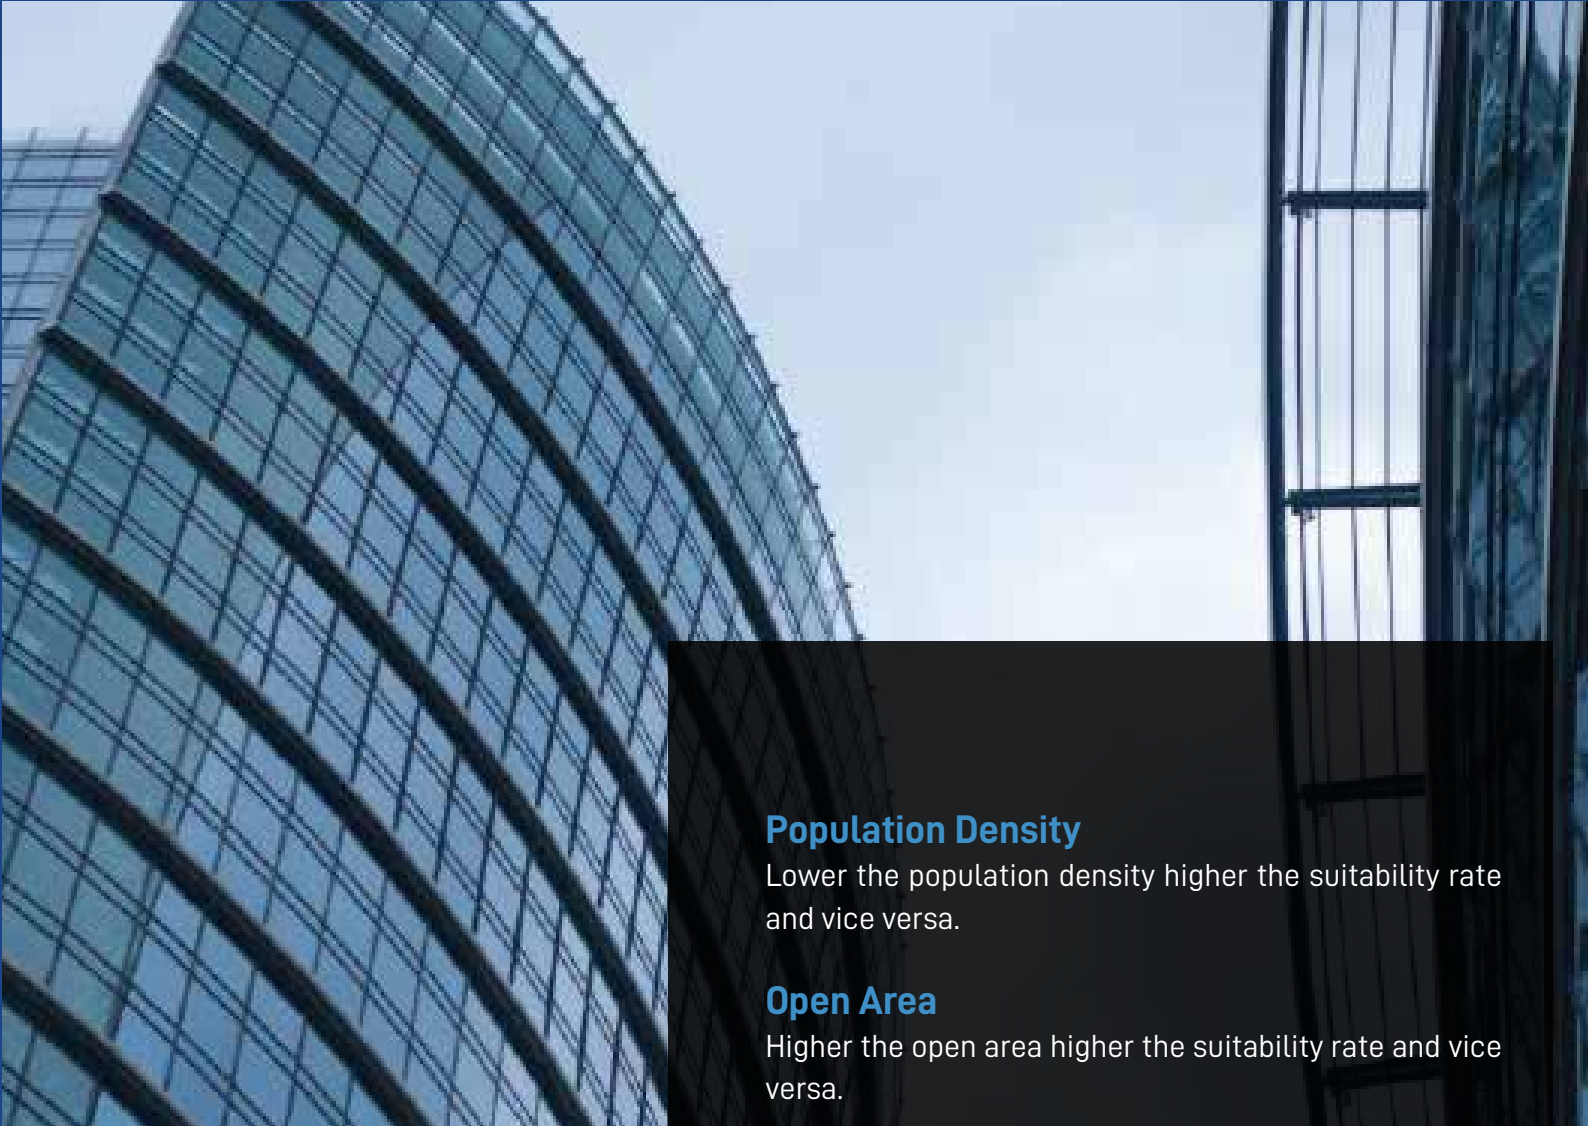 Population Density
Lower the population density higher the suitability rate
and vice versa.
Open Area
Higher the open area higher the suitability rate and vice
versa.